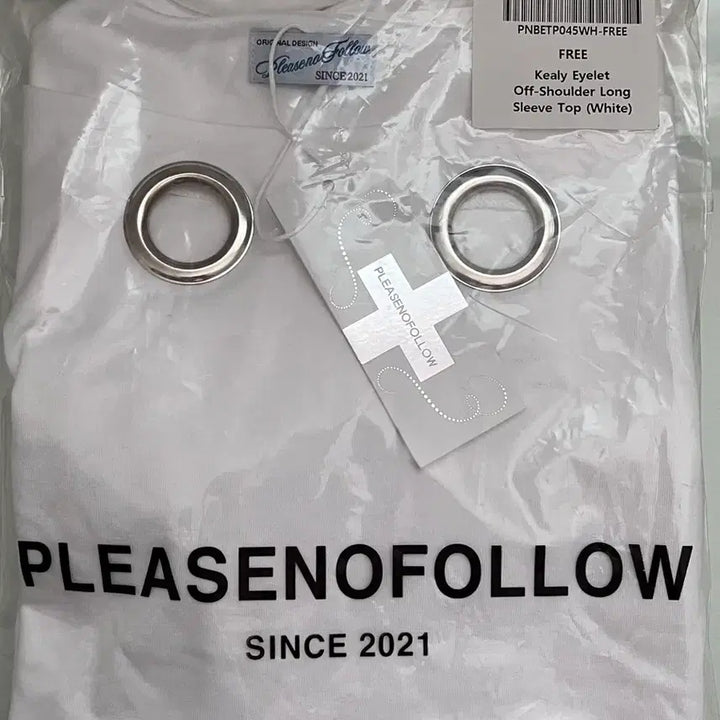 PNBETP045WH-FREE
FREE
Kealy Eyelet
Off-Shoulder Long
Sleeve Top (White)
ORIGINAL DESIGN
PleasenoFollow
SINCE 2021
PLEASENOFOLLOW
PLEASENOFOLLOW
SINCE 2021